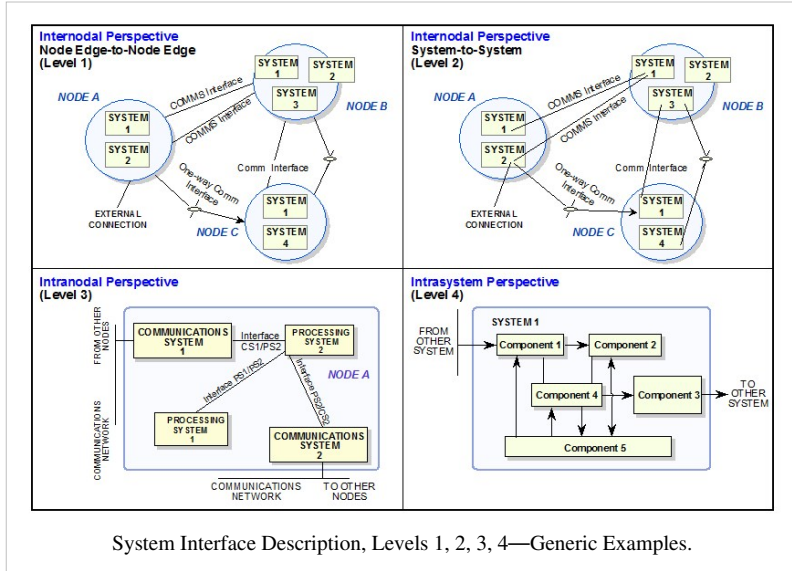 Internodal Perspective
Node Edge-to-Node Edge
(Level 1)
NODE A
SYSTEM
1
SYSTEM
2
COMMS Interface
COMMS Interface
SYSTEM
1
SYSTEM
2
SYSTEM
3
NODE B
One-way Comm
Interface
Comm Interface
EXTERNAL
CONNECTION
NODE C
SYSTEM
1
SYSTEM
4
Internodal Perspective
System-to-System
(Level 2)
NODE A
SYSTEM
1
SYSTEM
2
COMMS Interface
COMMS Interface
SYSTEM
1
SYSTEM
2
SYSTEM
3
NODE B
One-way Comm
Interface
Comm Interface
EXTERNAL
CONNECTION
NODE C
SYSTEM
1
SYSTEM
4
Intranodal Perspective
(Level 3)
FROM OTHER
NODES
COMMUNICATIONS
SYSTEM
1
Interface
CS1/PS2
PROCESSING
SYSTEM
2
NODE A
Interface PS1/PS2
Interface PS2/CS2
COMMUNICATIONS
NETWORK
PROCESSING
SYSTEM
1
COMMUNICATIONS
SYSTEM
2
COMMUNICATIONS
NETWORK
TO OTHER
NODES
Intrasystem Perspective
(Level 4)
SYSTEM 1
FROM
OTHER
SYSTEM
Component 1
Component 2
Component 4
Component 3
TO
OTHER
SYSTEM
Component 5
System Interface Description, Levels 1, 2, 3, 4—Generic Examples.